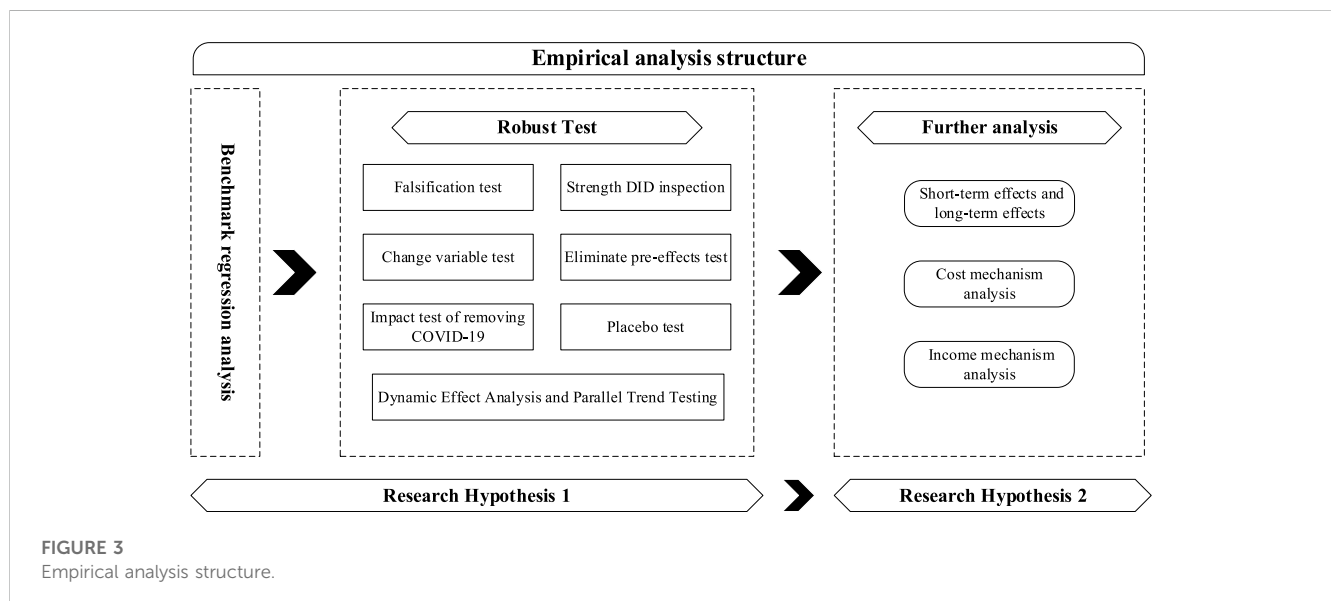 Empirical analysis structure
Benchmark regression analysis
Robust Test
Falsification test
Strength DID inspection
Change variable test
Eliminate pre-effects test
Impact test of removing
COVID-19
Placebo test
Dynamic Effect Analysis and Parallel Trend Testing
Further analysis
Short-term effects and
long-term effects
Cost mechanism
analysis
Income mechanism
analysis
Research Hypothesis 1
Research Hypothesis 2
FIGURE 3
Empirical analysis structure.